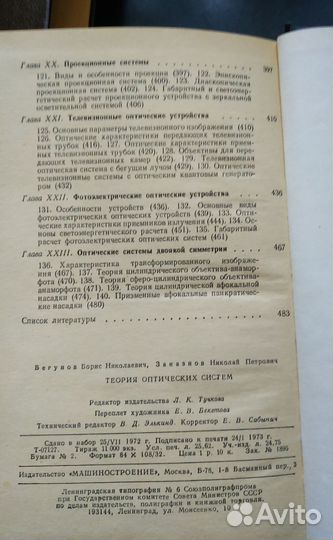 Глава XX. Проекционные системы 397
121. Виды и особенности проекции (397). 122. Эпископическая
проекционная система (400). 123. Диаскопическая
проекционная система (402). 124. Габаритный и светоэнергетический
расчет проекционного устройства с зеркальной
осветительной системой (406)
Глава XXI. Телевизионные оптические устройства 410
125. Основные параметры телевизионного изображения (410)
126. Оптические характеристики передающих телевизионных
трубок (416). 127. Оптические характеристики приемных
телевизионных трубок (420). 128. Объективы для передающих
телевизионных камер (422). 129. Телевизионная
оптическая система с бегущим лучом (429). 130. Оптические
телевизионные системы с оптическим квантовым генератором
(432)
Глава XXII. Фотоэлектрические оптические устройства 436
131. Особенности устройств (436). 132. Основные виды
фотоэлектрических оптических устройств (439). 133. Оптические
характеристики приемников излучения (444). 134. Основы
светоэнергетического расчета (451). 135. Габаритный
расчет фотоэлектрических оптических систем (461)
Глава XXIII. Оптические системы двоякой симметрии 467
136. Характеристика трансформированного изображения
(467). 137. Теория цилиндрического объектива-анаморфота
(470). 138. Теория сферо-цилиндрического объектива-
анаморфота (471). 139. Теория цилиндрической афокальной
насадки (474). 140. Призменные афокальные панкратические
насадки (480)
Список литературы 483
Бегунов Борис Николаевич, Заказнов Николай Петрович
ТЕОРИЯ ОПТИЧЕСКИХ СИСТЕМ
Редактор издательства Л. К. Тучкова
Переплет художника Е. В. Бекетова
Технический редактор В. Д. Элькинд. Корректор Е. В. Сабынич
Сдано в набор 25/VII 1972 г. Подписано к печати 24/I 1973 г.
Т-07127. Тираж 11 000 экз. Усл. печ. л. 25,62. Уч.-изд. л. 24,75
Бумага № 2. Формат 84 × 108/32. Цена 1 р. 10 к. Зак. № 1896
Издательство «МАШИНОСТРОЕНИЕ», Москва, Б-78, 1-й Басманный пер., 3
Ленинградская типография № 6 Союзполиграфпрома
при Государственном комитете Совета Министров СССР
по делам издательств, полиграфии и книжной торговли.
193144, Ленинград, ул. Моисеенко, 10
Avito